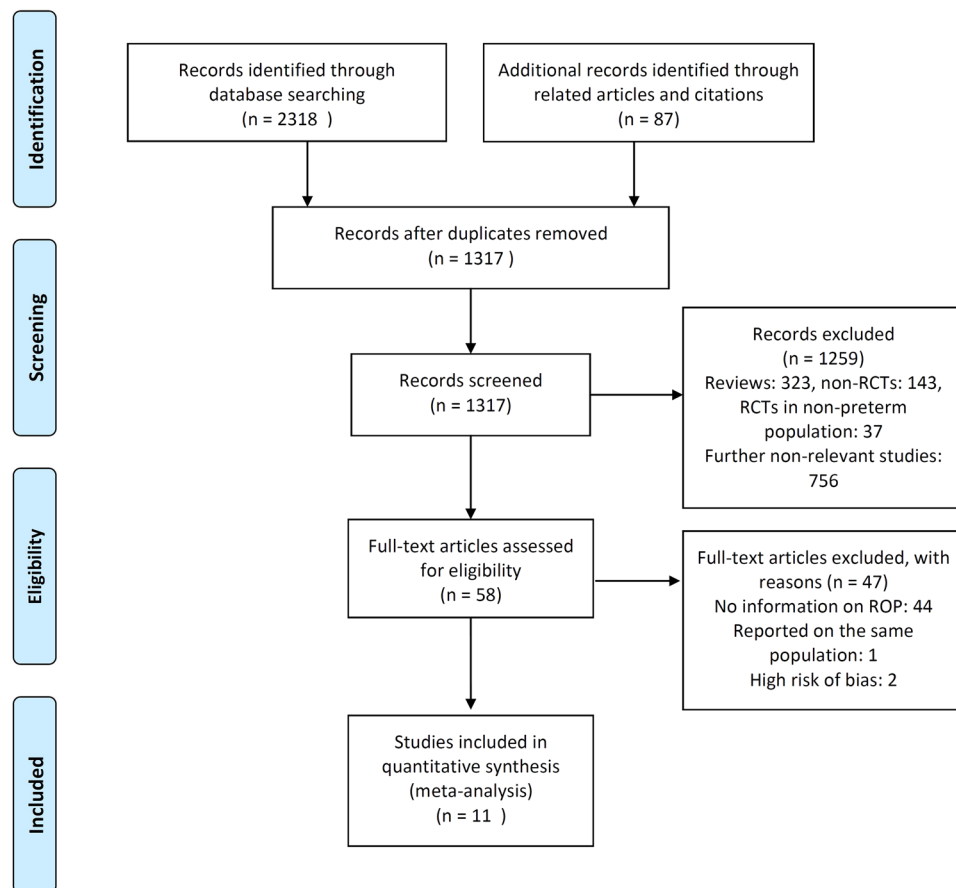 Identification
Records identified through
database searching
(n = 2318  )
Additional records identified through
related articles and citations
(n = 87)
Records after duplicates removed
(n = 1317 )
Screening
Records screened
(n = 1317)
Records excluded
(n = 1259)
Reviews: 323, non-RCTs: 143,
RCTs in non-preterm
population: 37
Further non-relevant studies:
756
Eligibility
Full-text articles assessed
for eligibility
(n = 58)
Full-text articles excluded, with
reasons (n = 47)
No information on ROP: 44
Reported on the same
population: 1
High risk of bias: 2
Included
Studies included in
quantitative synthesis
(meta-analysis)
(n = 11  )